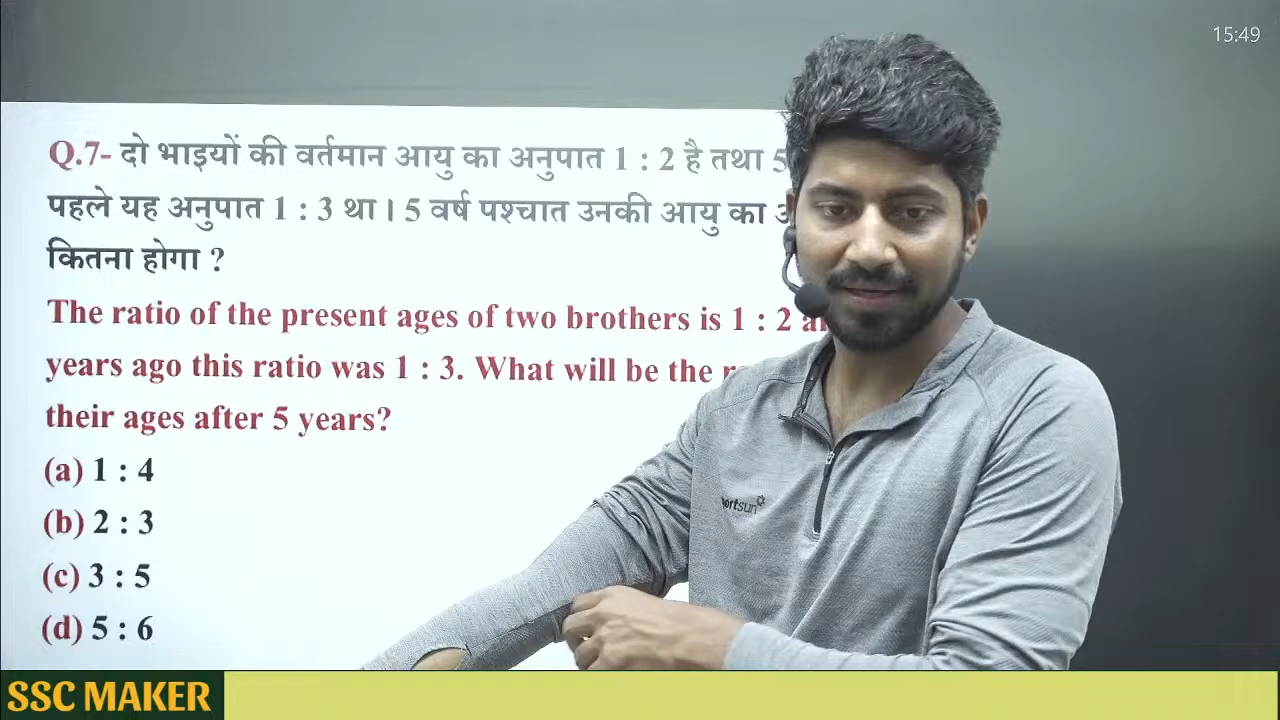 15:49
Q.7- दो भाइयों की वर्तमान आयु का अनुपात 1 : 2 है तथा 5
पहले यह अनुपात 1 : 3 था। 5 वर्ष पश्चात उनकी आयु का
कितना होगा ?
The ratio of the present ages of two brothers is 1 : 2
years ago this ratio was 1 : 3. What will be the
their ages after 5 years?
(a) 1 : 4
(b) 2 : 3
(c) 3 : 5
(d) 5 : 6
SSC MAKER